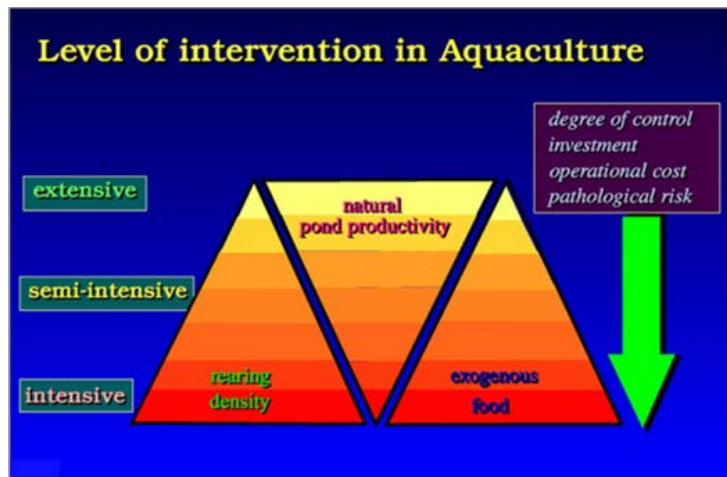 Level of intervention in Aquaculture
degree of control
investment
operational cost
pathological risk
extensive
natural
pond productivity
semi-intensive
intensive
rearing
density
exogenous
food